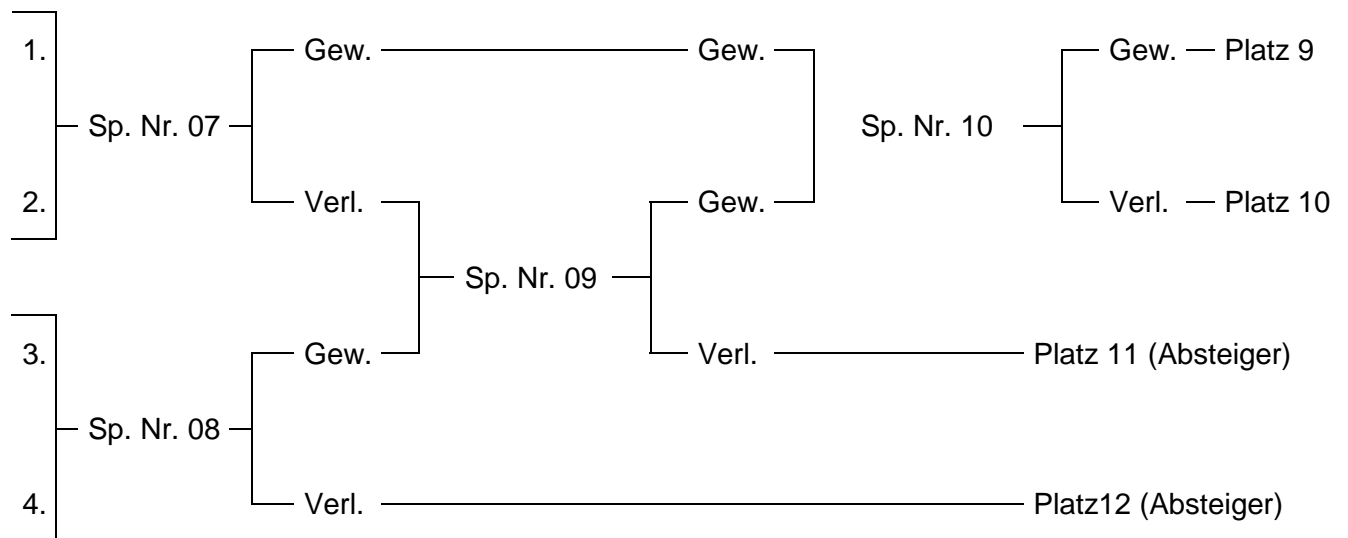 1. Gew. Gew. Gew. Platz 9
Sp. Nr. 07 Sp. Nr. 10
2. Verl. Gew. Verl. Platz 10
Sp. Nr. 09
3. Gew. Verl. Platz 11 (Absteiger)
Sp. Nr. 08
4. Verl. Platz12 (Absteiger)